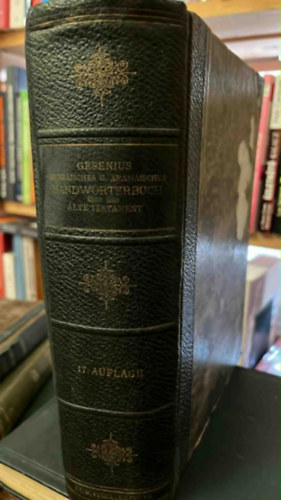 GESENIUS
HEBRÄISCHES U. ARAMÄISCHES
HANDWÖRTERBUCH
ÜBER DAS
ALTE TESTAMENT
17. AUFLAGE